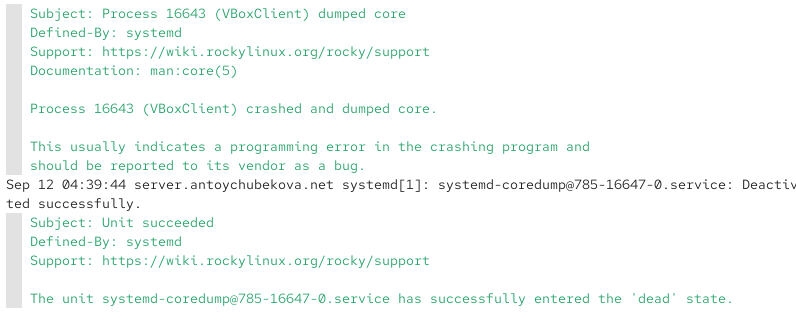 Subject: Process 16643 (VBoxClient) dumped core
Defined-By: systemd
Support: https://wiki.rockylinux.org/rocky/support
Documentation: man:core(5)
Process 16643 (VBoxClient) crashed and dumped core.
This usually indicates a programming error in the crashing program and
should be reported to its vendor as a bug.
Sep 12 04:39:44 server.antoychubekova.net systemd[1]: systemd-coredump@785-16647-0.service: Deactiv
ted successfully.
Subject: Unit succeeded
Defined-By: systemd
Support: https://wiki.rockylinux.org/rocky/support
The unit systemd-coredump@785-16647-0.service has successfully entered the 'dead' state.